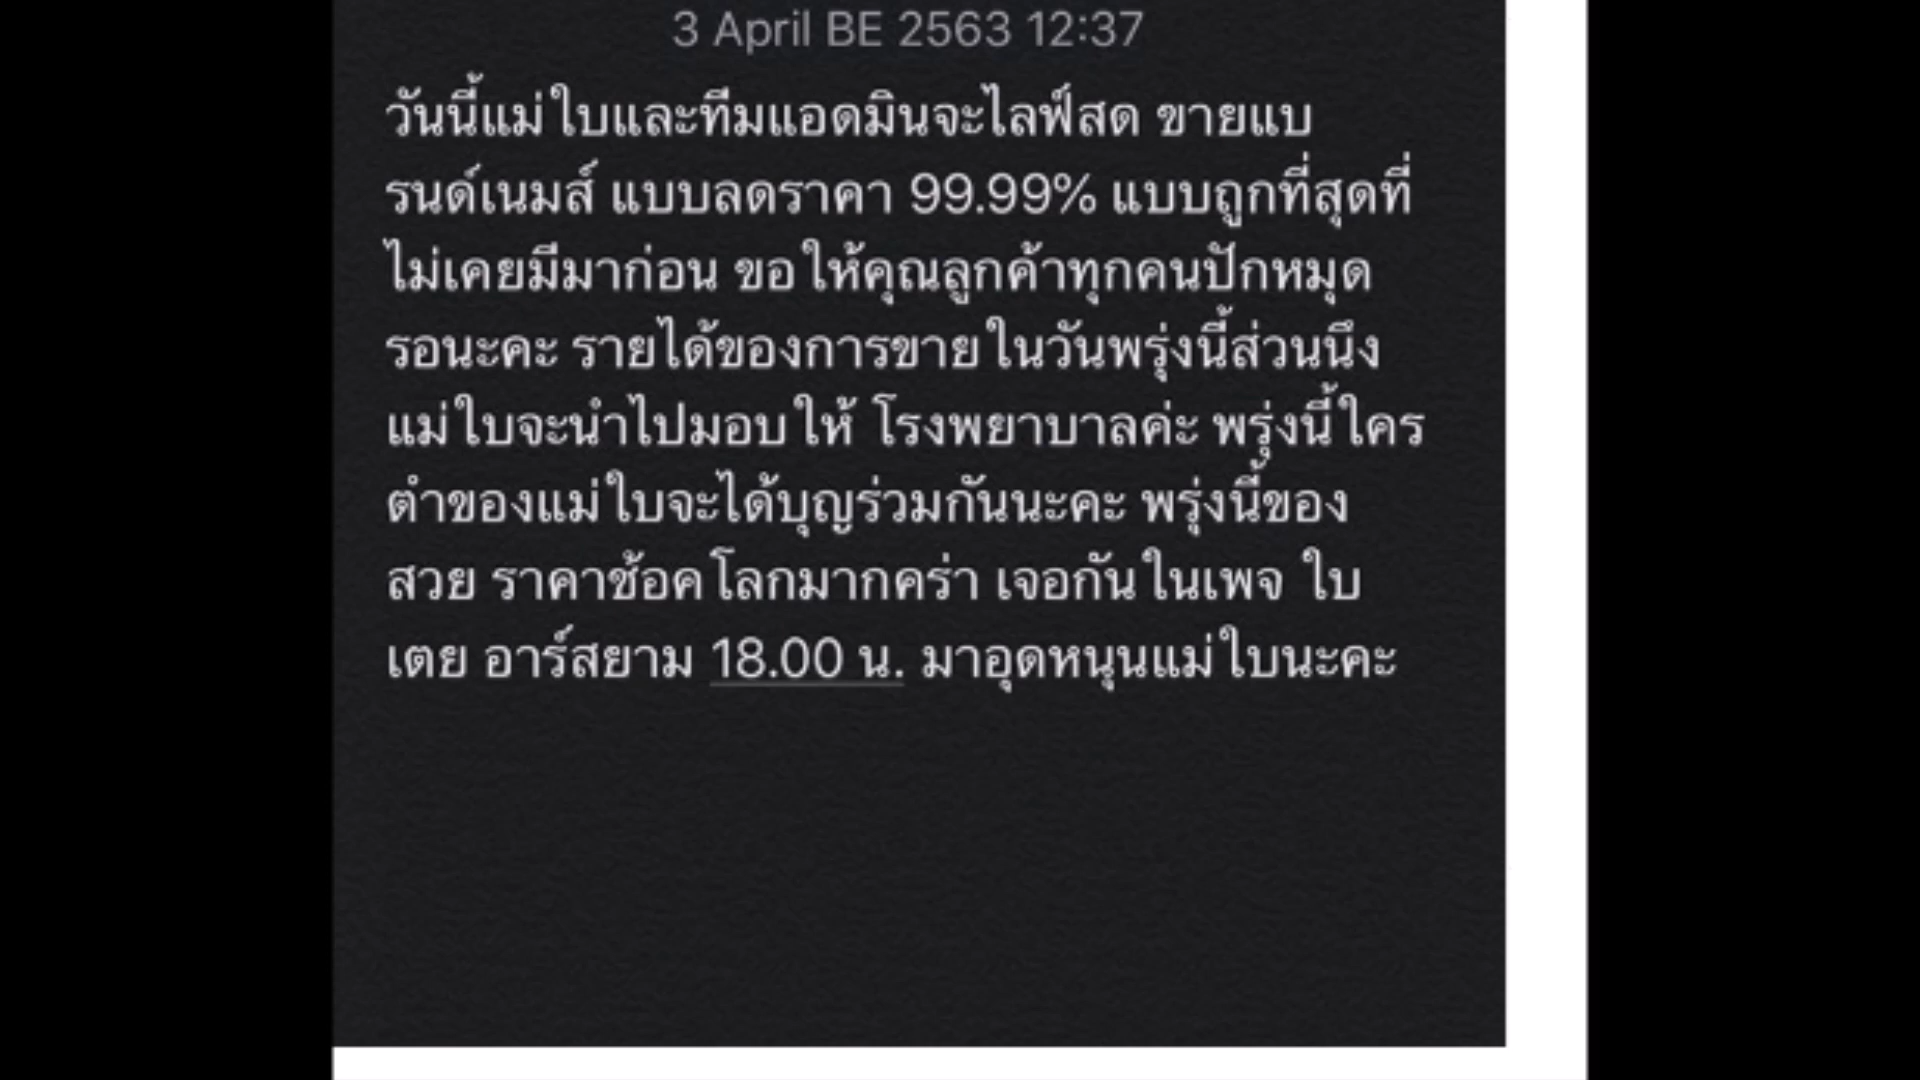 3 April BE 2563 12:37
วันนี้แม่ใบและทีมแอดมินจะไลฟ์สด ขายแบ
รนด์เนมส์ แบบลดราคา 99.99% แบบถูกที่สุดที่
ไม่เคยมีมาก่อน ขอให้คุณลูกค้าทุกคนปักหมุด
รอนะคะ รายได้ของการขายในวันพรุ่งนี้ส่วนนึง
แม่ใบจะนำไปมอบให้ โรงพยาบาลค่ะ พรุ่งนี้ใคร
ตำของแม่ใบจะได้บุญร่วมกันนะคะ พรุ่งนี้ของ
สวย ราคาช้อคโลกมากคร่า เจอกันในเพจ ใบ
เตย อาร์สยาม 18.00 น. มาอุดหนุนแม่ใบนะคะ